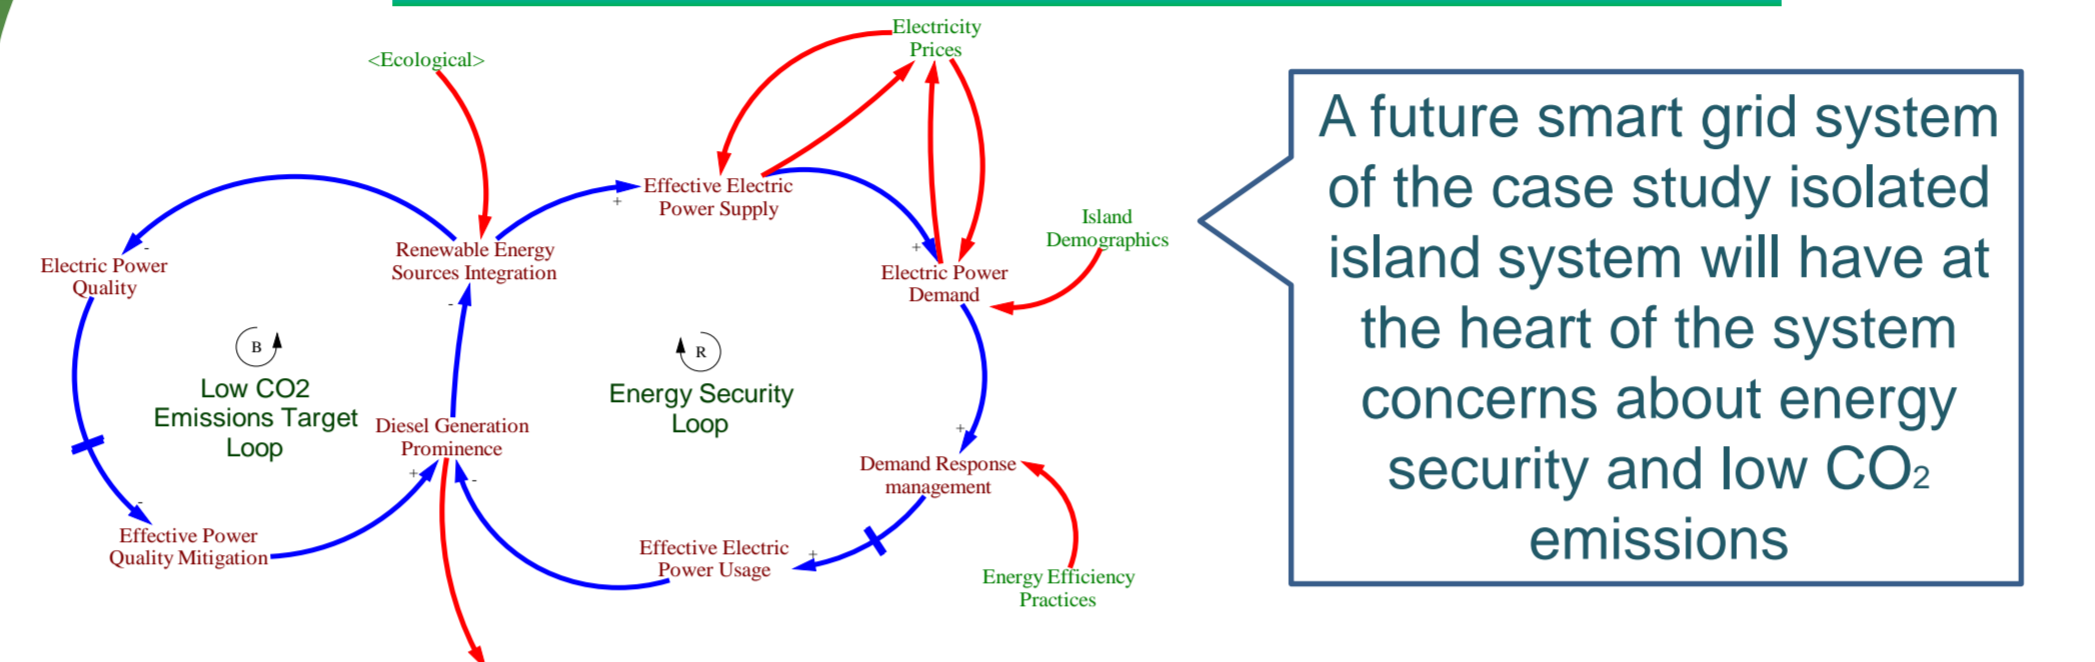 Electricity
Prices
<Ecological>
Effective Electric
Power Supply
+
Island
Demographics
Renewable Energy
Sources Integration
-
+
Electric Power
Quality
Electric Power
Demand
-
B
R
Low CO2
Emissions Target
Loop
Energy Security
Loop
Diesel Generation
Prominence
+
-
+
Demand Response
management
-
Effective Power
Quality Mitigation
Effective Electric
Power Usage
+
Energy Efficiency
Practices
A future smart grid system
of the case study isolated
island system will have at
the heart of the system
concerns about energy
security and low CO2
emissions